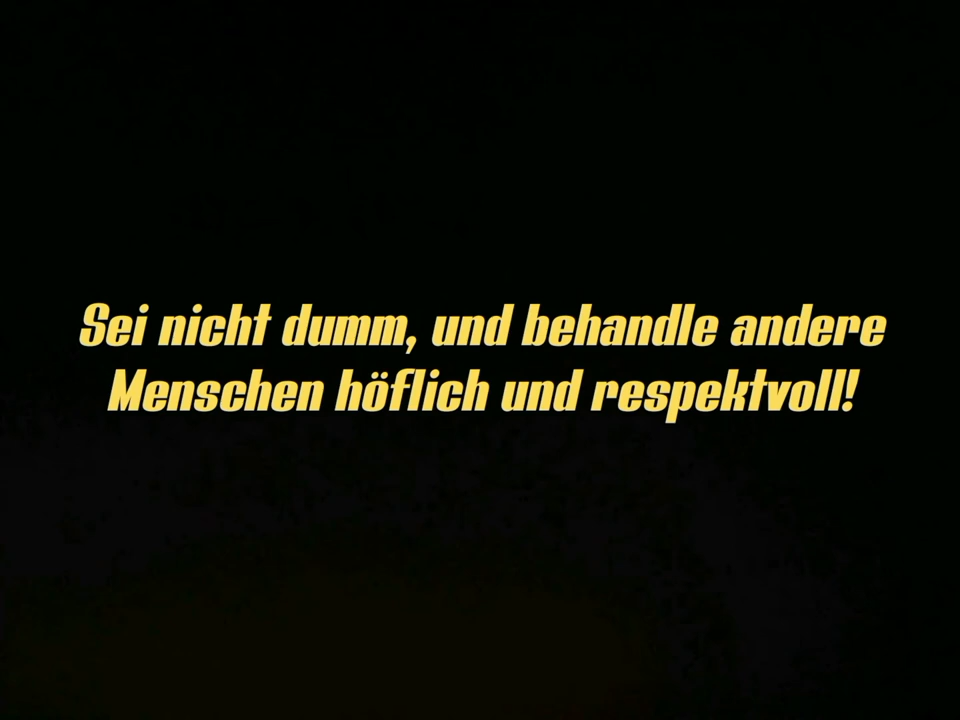 Sei nicht dumm, und behandle andere
Menschen höflich und respektvoll!